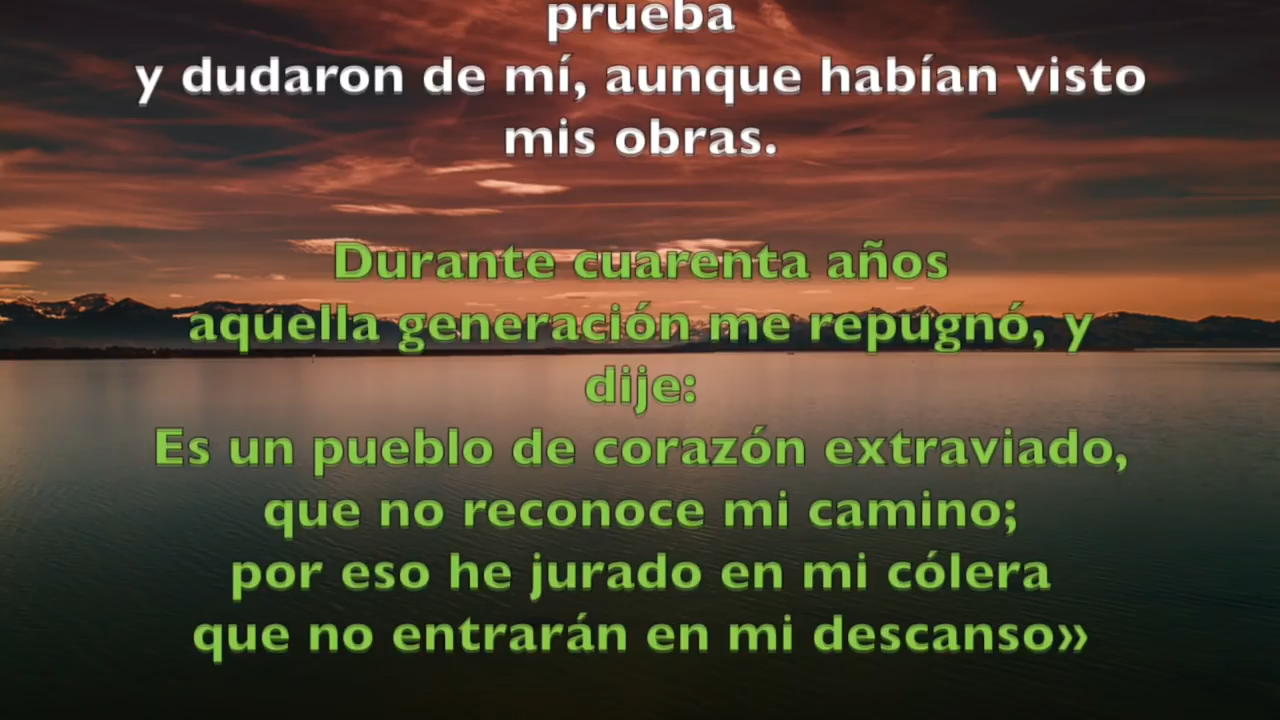 prueba
y dudaron de mí, aunque habían visto
mis obras.
Durante cuarenta años
aquella generación me repugnó, y
dije:
Es un pueblo de corazón extraviado,
que no reconoce mi camino;
por eso he jurado en mi cólera
que no entrarán en mi descanso»